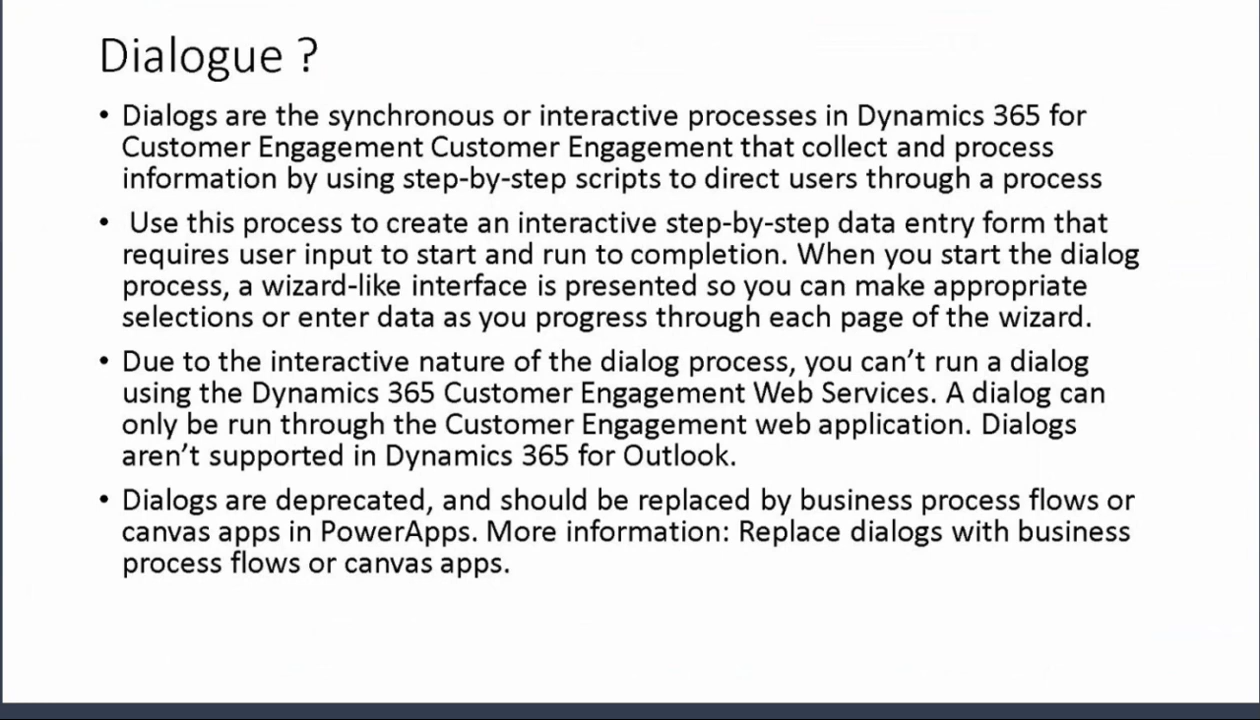 Dialogue ?
• Dialogs are the synchronous or interactive processes in Dynamics 365 for
Customer Engagement Customer Engagement that collect and process
information by using step-by-step scripts to direct users through a process
• Use this process to create an interactive step-by-step data entry form that
requires user input to start and run to completion. When you start the dialog
process, a wizard-like interface is presented so you can make appropriate
selections or enter data as you progress through each page of the wizard.
• Due to the interactive nature of the dialog process, you can’t run a dialog
using the Dynamics 365 Customer Engagement Web Services. A dialog can
only be run through the Customer Engagement web application. Dialogs
aren’t supported in Dynamics 365 for Outlook.
• Dialogs are deprecated, and should be replaced by business process flows or
canvas apps in PowerApps. More information: Replace dialogs with business
process flows or canvas apps.